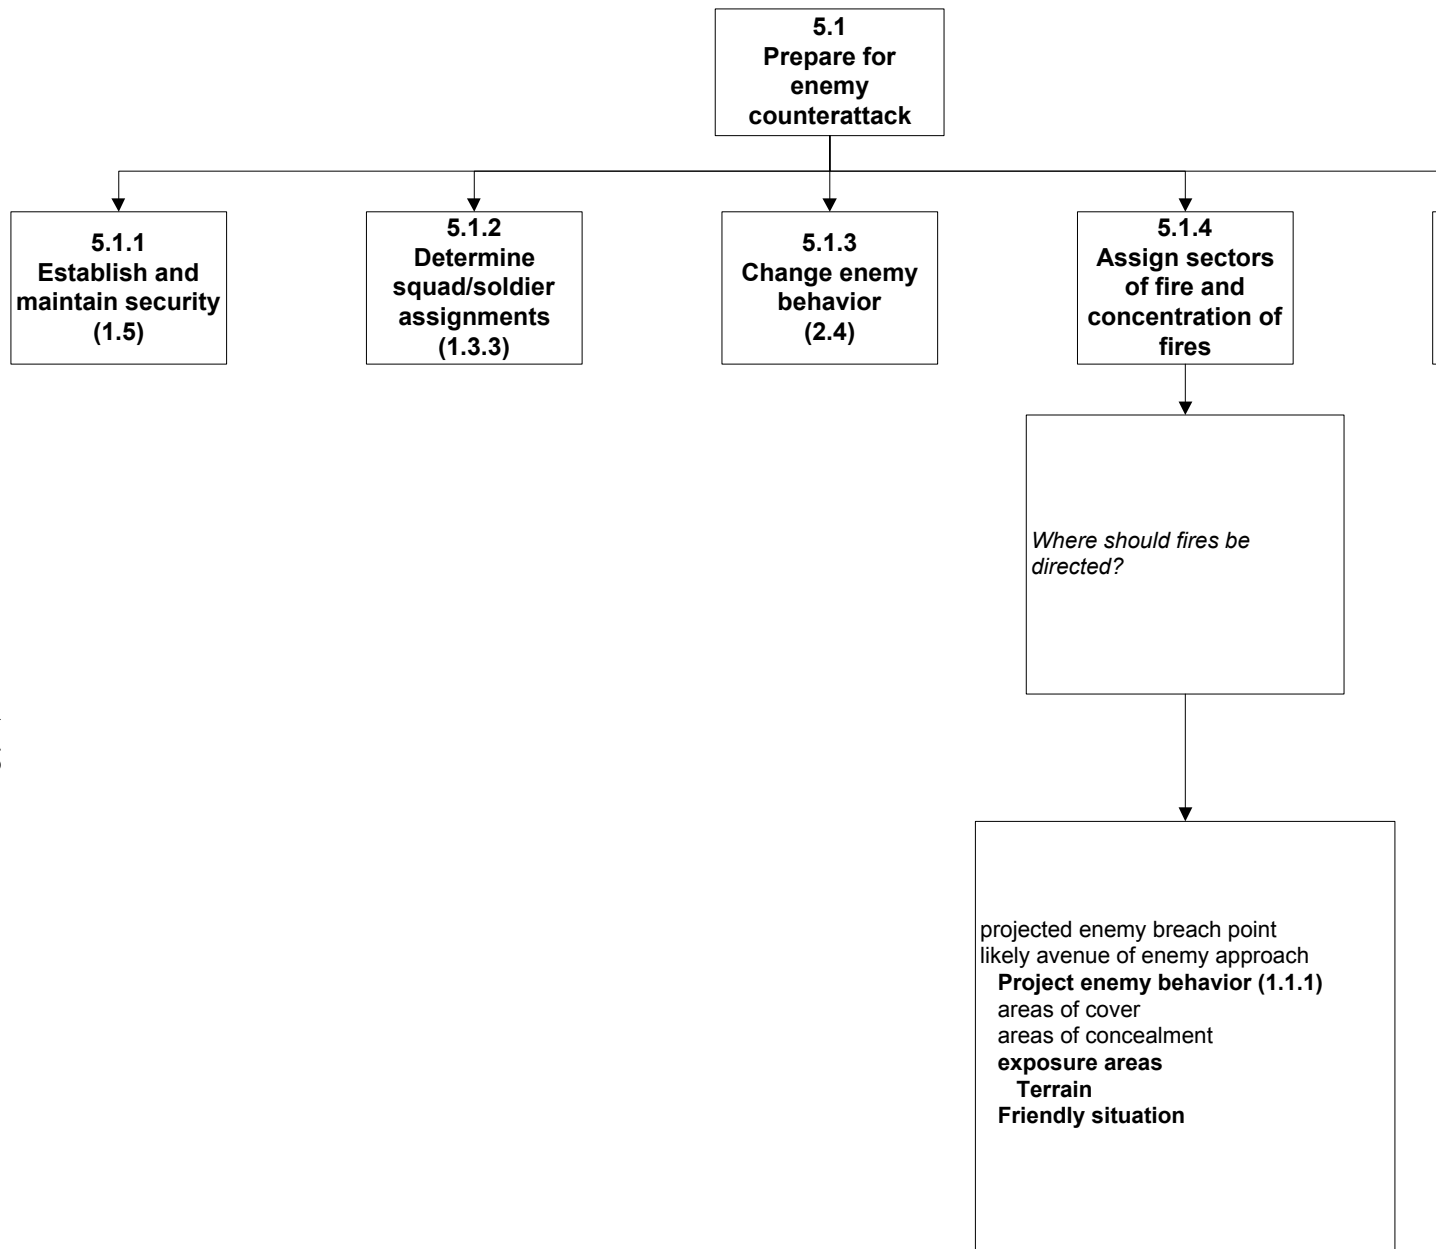 5.1
Prepare for
enemy
counterattack
5.1.1
Establish and
maintain security
(1.5)
5.1.2
Determine
squad/soldier
assignments
(1.3.3)
5.1.3
Change enemy
behavior
(2.4)
5.1.4
Assign sectors
of fire and
concentration of
fires
Where should fires be
directed?
projected enemy breach point
likely avenue of enemy approach
Project enemy behavior (1.1.1)
areas of cover
areas of concealment
exposure areas
Terrain
Friendly situation